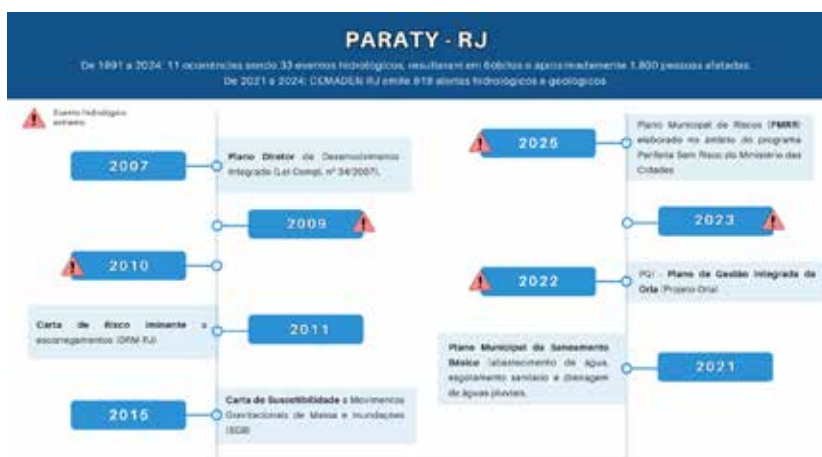 PARATY - RJ
De 1991 a 2024: 11 ocorrências sendo 33 eventos hidrológicos, resultaram em 6 óbitos e aproximadamente 1.800 pessoas afetadas.
De 2021 a 2024: CEMADEN RJ emite 619 alertas hidrológicos e geológicos
Evento hidrológico
extremo
2007
Plano Diretor de Desenvolvimento
Integrado (Lei Compl. nº 34/2007).
2009
2010
Carta de Risco Iminente a
escorregamentos (DRM-RJ)
2011
2015
Carta de Suscetibilidade a Movimentos
Gravitacionais de Massa e Inundações
(SGB)
2025
Plano Municipal de Riscos (PMRR)
elaborado no âmbito do programa
Periferia Sem Risco do Ministério das
Cidades
2023
2022
PGI - Plano de Gestão Integrada da
Orla (Projeto Orla)
Plano Municipal de Saneamento
Básico (abastecimento de água,
esgotamento sanitário e drenagem
de águas pluviais.
2021